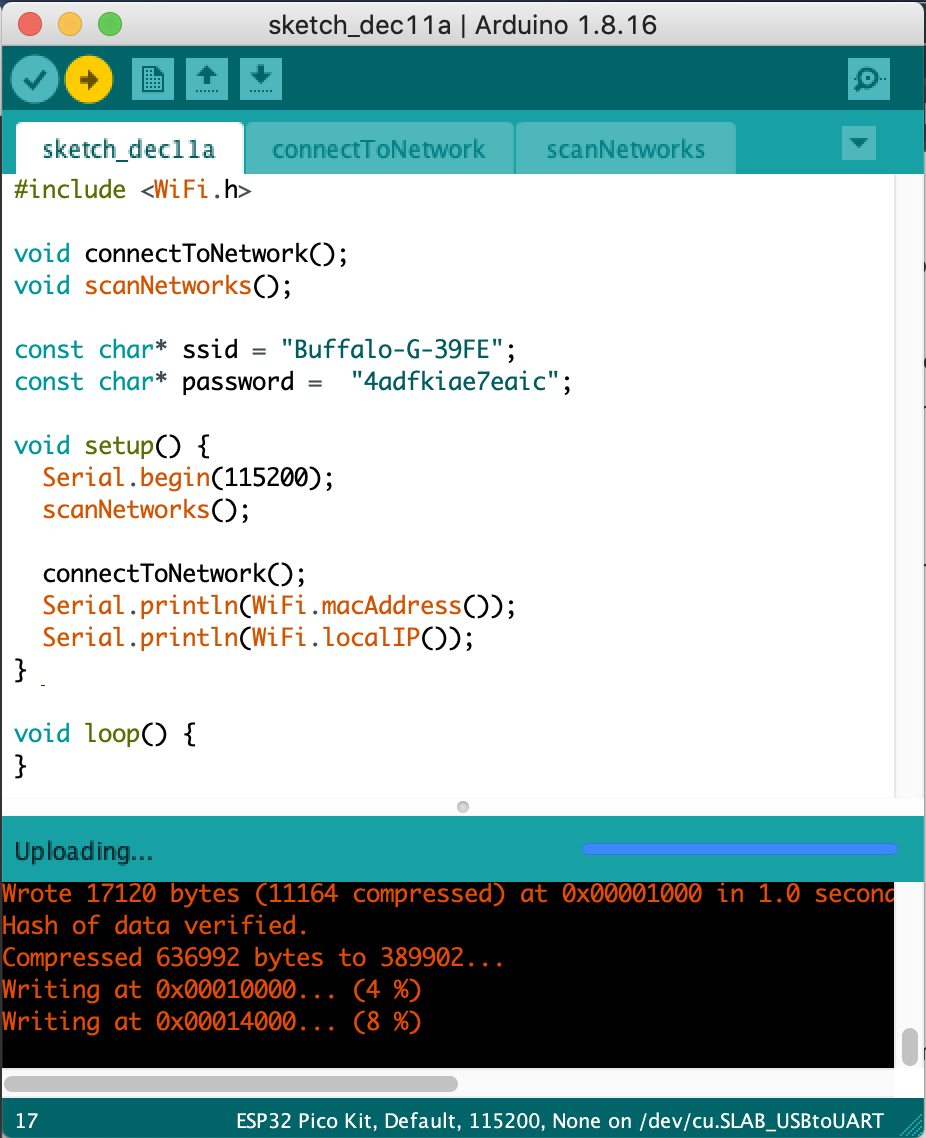 sketch_dec11a | Arduino 1.8.16
sketch_dec11a connectToNetwork scanNetworks
#include <WiFi.h>
void connectToNetwork();
void scanNetworks();
const char* ssid = "Buffalo-G-39FE";
const char* password =  "4adfkiae7eaic";
void setup() {
  Serial.begin(115200);
  scanNetworks();
  connectToNetwork();
  Serial.println(WiFi.macAddress());
  Serial.println(WiFi.localIP());
}
void loop() {
}
Uploading...
Wrote 17120 bytes (11164 compressed) at 0x00001000 in 1.0 secon
Hash of data verified.
Compressed 636992 bytes to 389902...
Writing at 0x00010000... (4 %)
Writing at 0x00014000... (8 %)
17 ESP32 Pico Kit, Default, 115200, None on /dev/cu.SLAB_USBtoUART